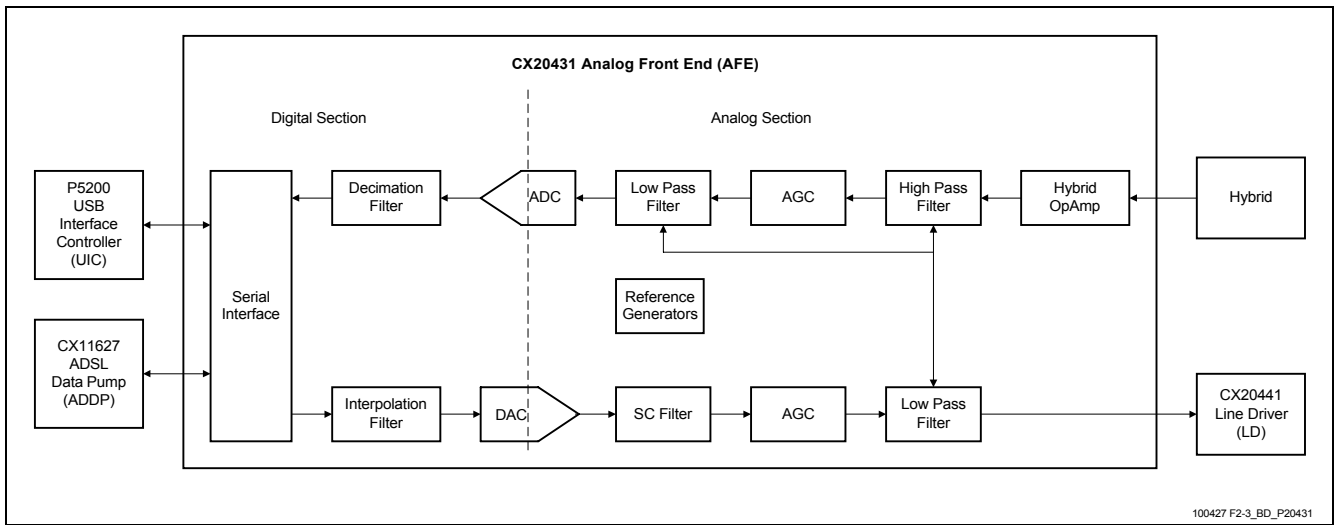 CX20431 Analog Front End (AFE)
Digital Section
Analog Section
P5200
USB
Interface
Controller
(UIC)
CX11627
ADSL
Data Pump
(ADDP)
Serial
Interface
Decimation
Filter
ADC
Low Pass
Filter
AGC
High Pass
Filter
Hybrid
OpAmp
Hybrid
Reference
Generators
Interpolation
Filter
DAC
SC Filter
AGC
Low Pass
Filter
CX20441
Line Driver
(LD)
100427 F2-3_BD_P20431